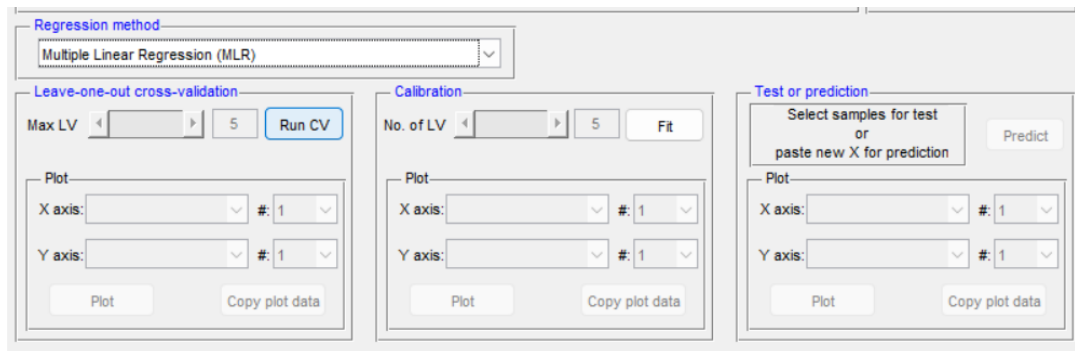 Regression method
Multiple Linear Regression (MLR)
Leave-one-out cross-validation
Max LV 5 Run CV
Plot
X axis: #: 1
Y axis: #: 1
Plot Copy plot data
Calibration
No. of LV 5 Fit
Plot
X axis: #: 1
Y axis: #: 1
Plot Copy plot data
Test or prediction
Select samples for test
or
paste new X for prediction
Predict
Plot
X axis: #: 1
Y axis: #: 1
Plot Copy plot data